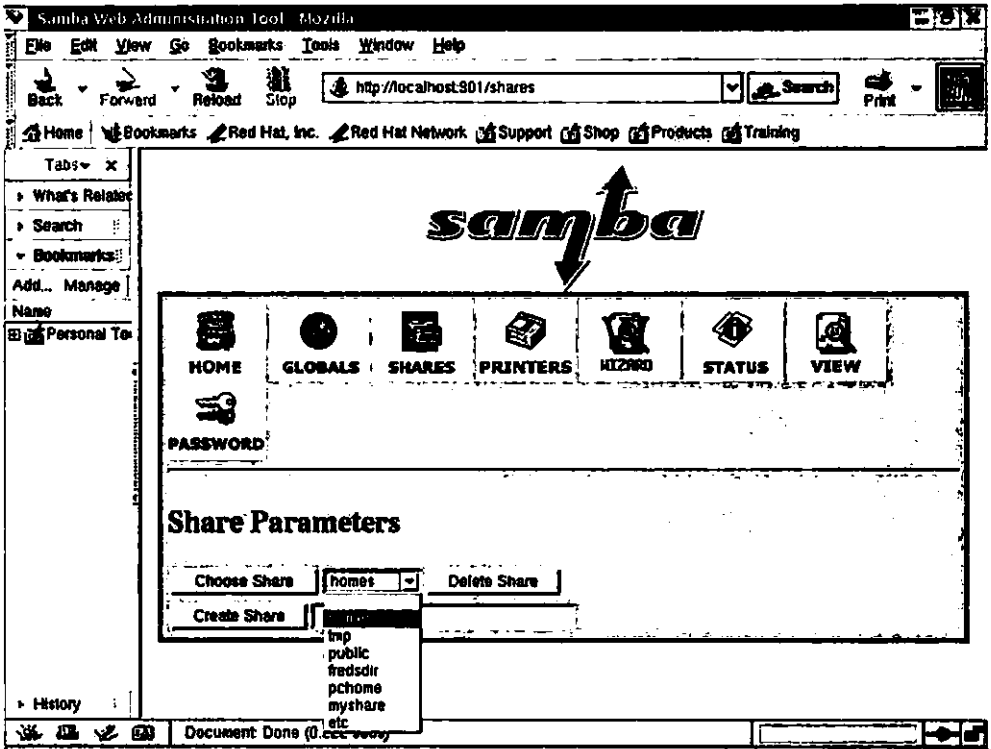 Samba Web Administration Tool - Mozilla
File Edit View Go Bookmarks Tools Window Help
Back Forward Reload Stop http://localhost:901/shares Search Print
Home Bookmarks Red Hat, Inc. Red Hat Network Support Shop Products Training
Tabs
What's Related
Search
Bookmarks
Add... Manage
Name
Personal Too
samba
HOME GLOBALS SHARES PRINTERS WIZARD STATUS VIEW
PASSWORD
Share Parameters
Choose Share homes Delete Share
Create Share
tmp
public
fredsdir
pchome
myshare
etc
History
Document: Done (0.